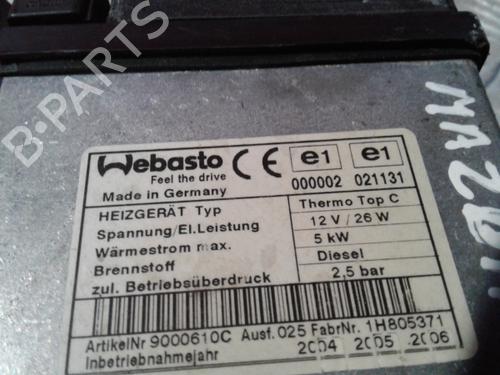 Webasto CE e1 e1
Feel the drive 000002 021131
Made in Germany
HEIZGERÄT Typ Thermo Top C
Spannung/El.Leistung 12 V / 26 W
Wärmestrom max. 5 kW
Brennstoff Diesel
zul. Betriebsüberdruck 2,5 bar
ArtikelNr 9000610C Ausf. 025 FabrNr. 1H805371
Inbetriebnahmejahr 2004 2005 2006
B-PARTS